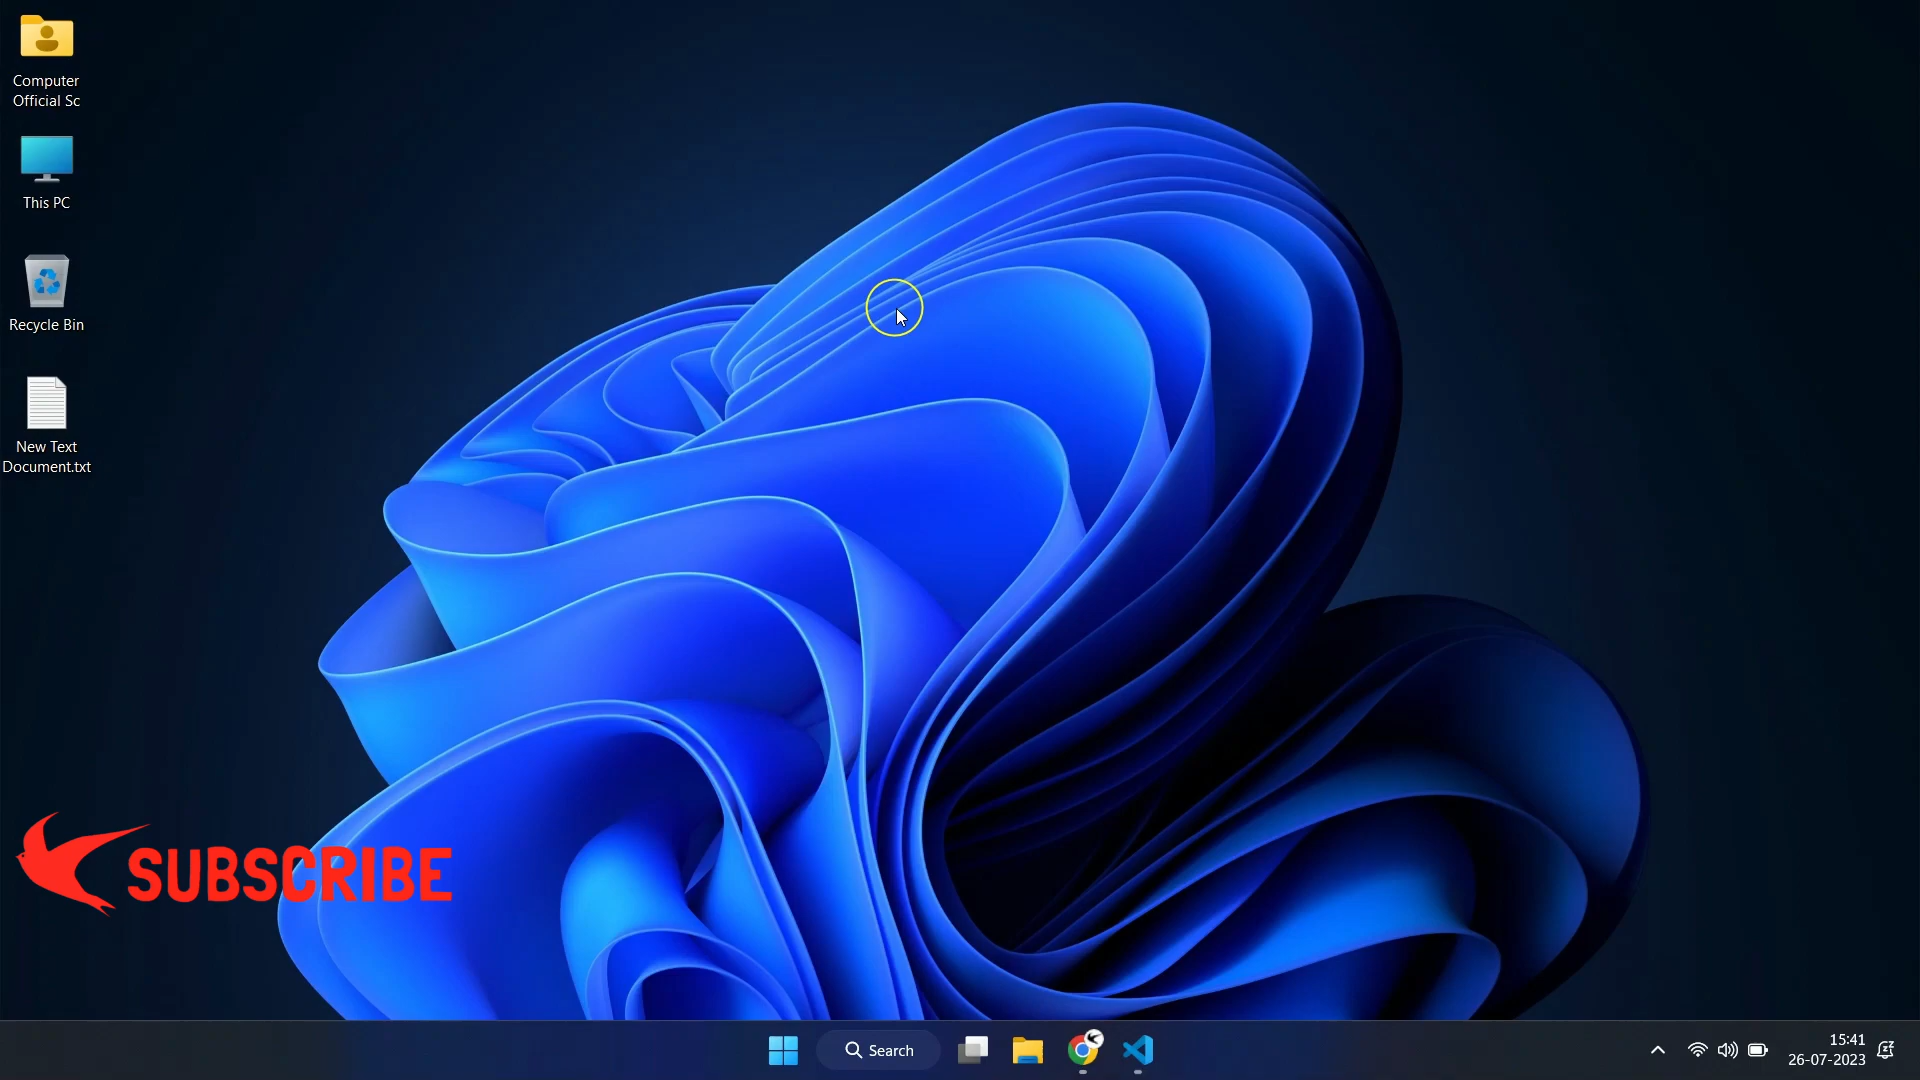 Computer
Official Sc
This PC
Recycle Bin
New Text
Document.txt
SUBSCRIBE
Search
15:41
26-07-2023